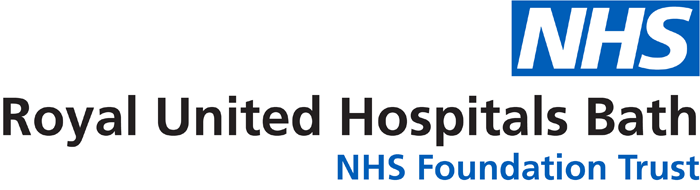 NHS
Royal United Hospitals Bath
NHS Foundation Trust